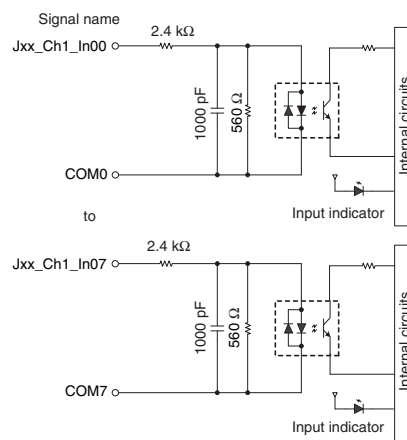 Signal name
Jxx_Ch1_In00
2.4 kΩ
1000 pF
560 Ω
COM0
Input indicator
Internal circuits
to
Jxx_Ch1_In07
2.4 kΩ
1000 pF
560 Ω
COM7
Input indicator
Internal circuits